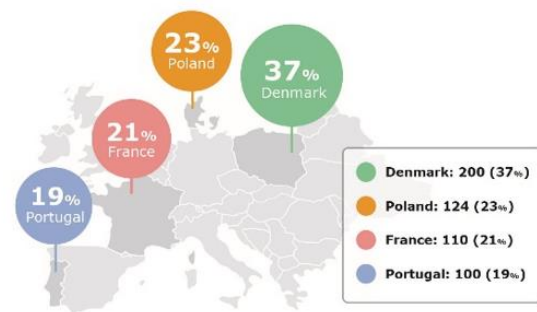 23%
Poland
37%
Denmark
21%
France
19%
Portugal
Denmark: 200 (37%)
Poland: 124 (23%)
France: 110 (21%)
Portugal: 100 (19%)